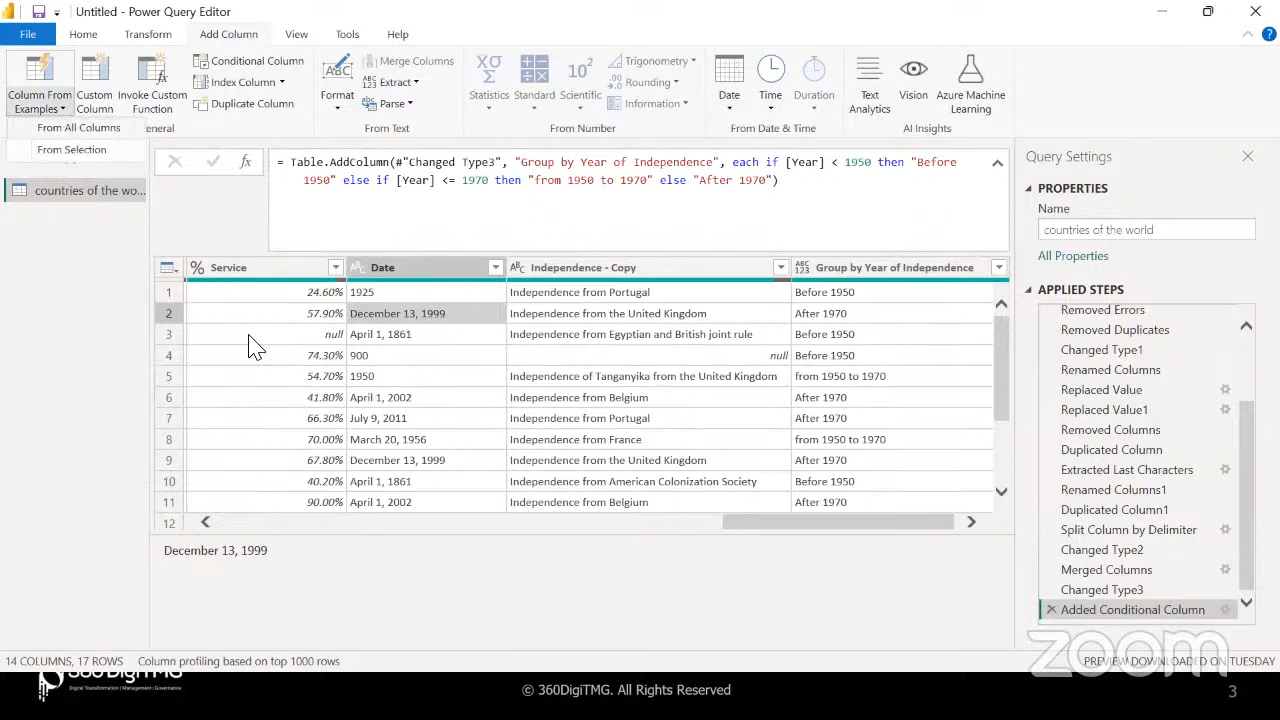 Untitled - Power Query Editor
File Home Transform Add Column View Tools Help
Column From Examples
Custom Column
Invoke Custom Function
Conditional Column
Index Column
Duplicate Column
General
From All Columns
From Selection
Format
Merge Columns
Extract
Parse
From Text
Statistics
Standard
Scientific
Trigonometry
Rounding
Information
From Number
Date
Time
Duration
From Date & Time
Text Analytics
Vision
Azure Machine Learning
AI Insights
countries of the wo...
= Table.AddColumn(#"Changed Type3", "Group by Year of Independence", each if [Year] < 1950 then "Before
1950" else if [Year] <= 1970 then "from 1950 to 1970" else "After 1970")
% Service ABC Date ABC Independence - Copy ABC 123 Group by Year of Independence
1 24.60% 1925 Independence from Portugal Before 1950
2 57.90% December 13, 1999 Independence from the United Kingdom After 1970
3 null April 1, 1861 Independence from Egyptian and British joint rule Before 1950
4 74.30% 900 null Before 1950
5 54.70% 1950 Independence of Tanganyika from the United Kingdom from 1950 to 1970
6 41.80% April 1, 2002 Independence from Belgium After 1970
7 66.30% July 9, 2011 Independence from Portugal After 1970
8 70.00% March 20, 1956 Independence from France from 1950 to 1970
9 67.80% December 13, 1999 Independence from the United Kingdom After 1970
10 40.20% April 1, 1861 Independence from American Colonization Society Before 1950
11 90.00% April 1, 2002 Independence from Belgium After 1970
12
December 13, 1999
Query Settings
PROPERTIES
Name
countries of the world
All Properties
APPLIED STEPS
Removed Errors
Removed Duplicates
Changed Type1
Renamed Columns
Replaced Value
Replaced Value1
Removed Columns
Duplicated Column
Extracted Last Characters
Renamed Columns1
Duplicated Column1
Split Column by Delimiter
Changed Type2
Merged Columns
Changed Type3
Added Conditional Column
zoom
14 COLUMNS, 17 ROWS Column profiling based on top 1000 rows PREVIEW DOWNLOADED ON TUESDAY
360DigiTMG
Digital Transformation | Management | Governance
© 360DigiTMG. All Rights Reserved
3